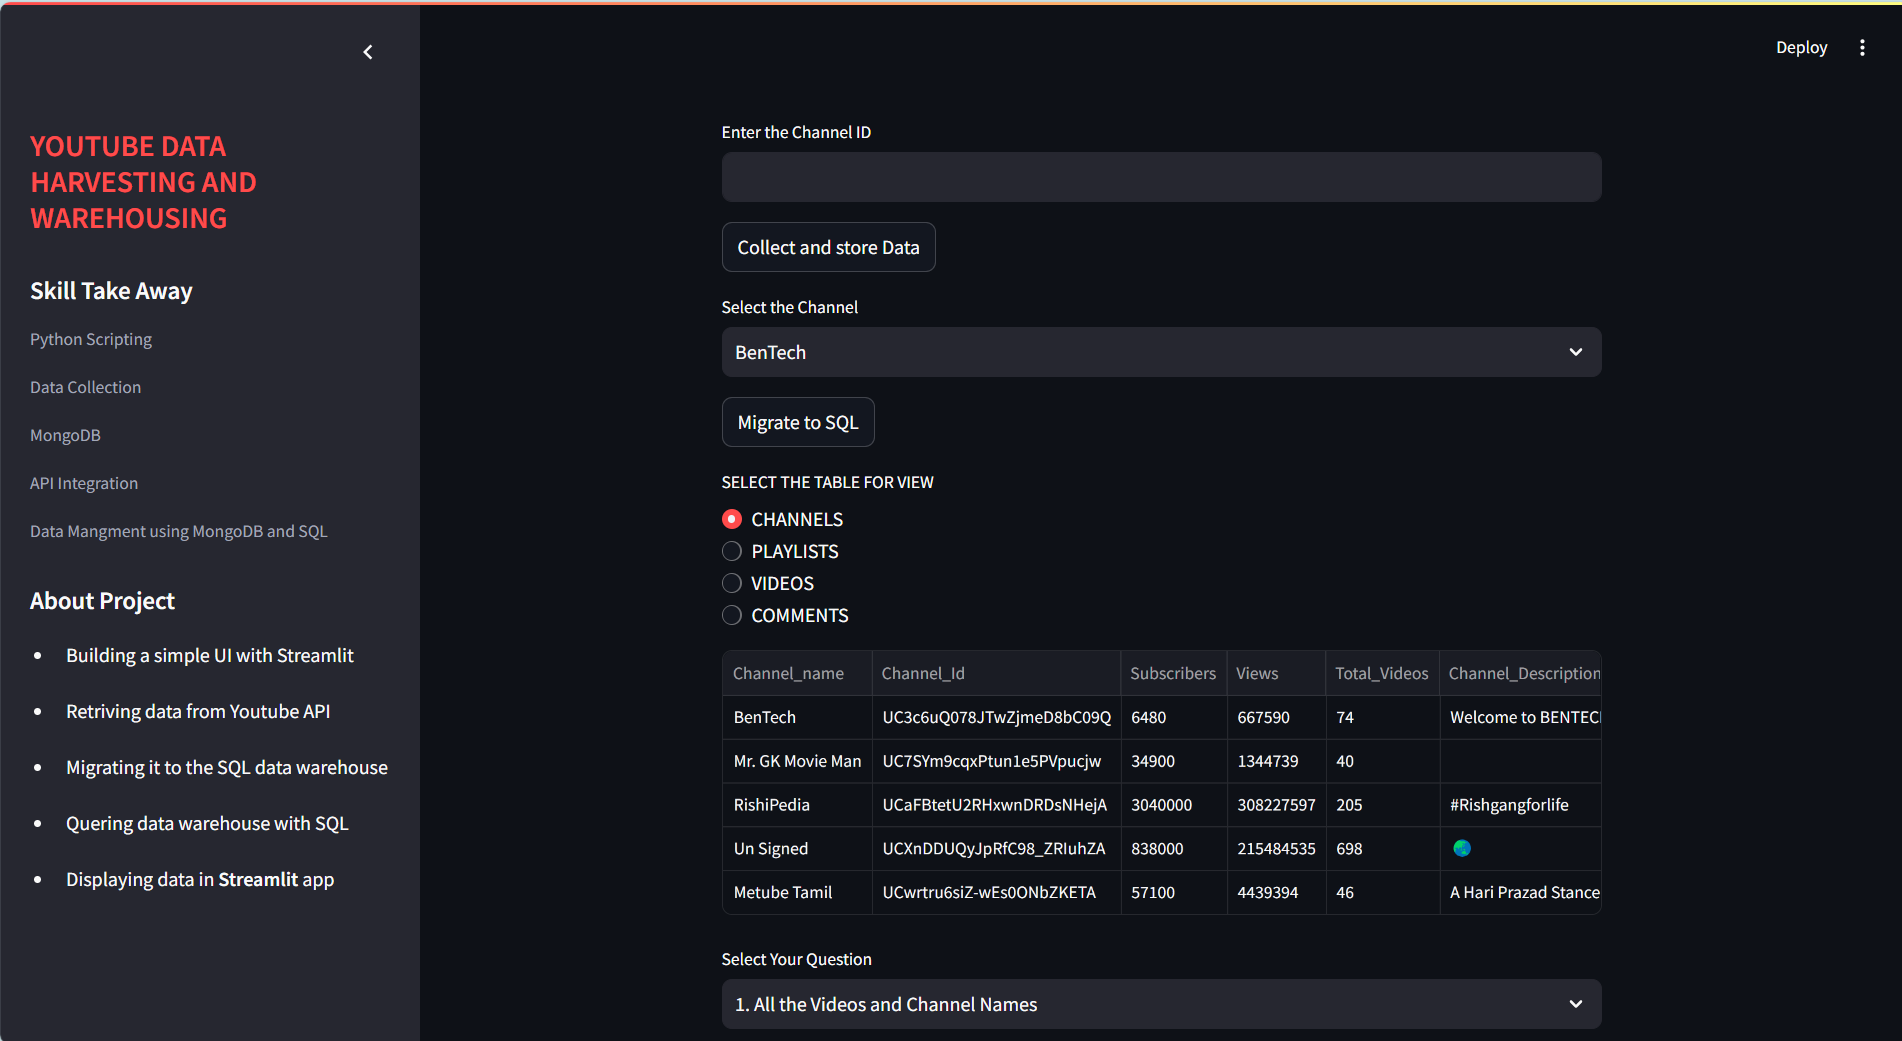 Deploy
YOUTUBE DATA
HARVESTING AND
WAREHOUSING
Skill Take Away
Python Scripting
Data Collection
MongoDB
API Integration
Data Mangment using MongoDB and SQL
About Project
Building a simple UI with Streamlit
Retriving data from Youtube API
Migrating it to the SQL data warehouse
Quering data warehouse with SQL
Displaying data in Streamlit app
Enter the Channel ID
Collect and store Data
Select the Channel
BenTech
Migrate to SQL
SELECT THE TABLE FOR VIEW
CHANNELS
PLAYLISTS
VIDEOS
COMMENTS
Channel_name Channel_Id Subscribers Views Total_Videos Channel_Description
BenTech UC3c6uQ078JTwZjmeD8bC09Q 6480 667590 74 Welcome to BENTECH
Mr. GK Movie Man UC7SYm9cqxPtun1e5PVpucjw 34900 1344739 40
RishiPedia UCaFBtetU2RHxwnDRDsNHejA 3040000 308227597 205 #Rishgangforlife
Un Signed UCXnDDUQyJpRfC98_ZRIuhZA 838000 215484535 698 🌏
Metube Tamil UCwrtru6siZ-wEs0ONbZKETA 57100 4439394 46 A Hari Prazad Stance
Select Your Question
1. All the Videos and Channel Names